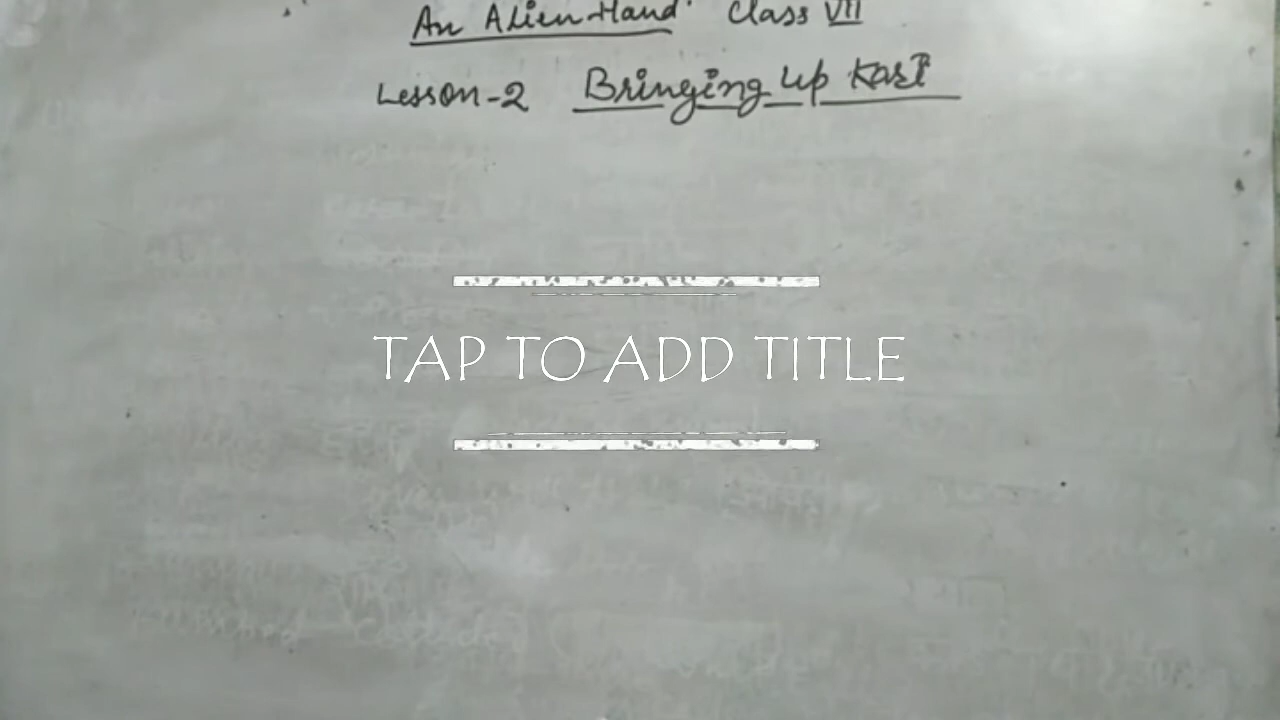 An Alien Hand Class VII
Lesson-2 Bringing Up Kari
TAP TO ADD TITLE